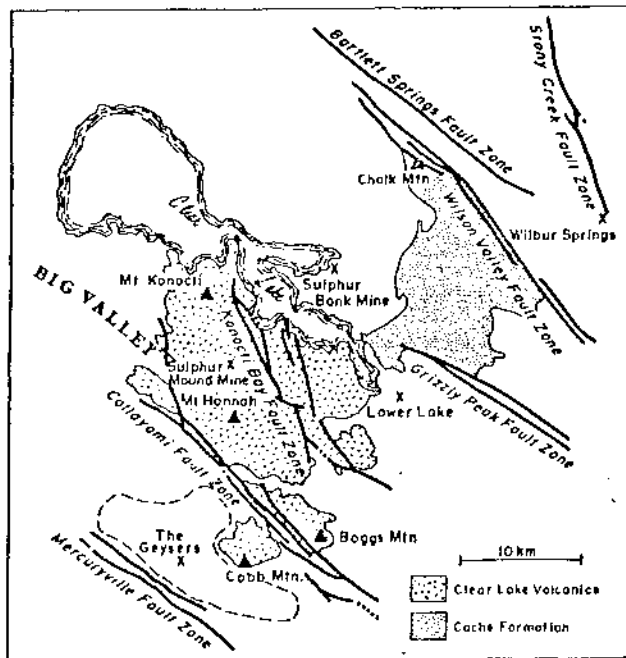 Bartlett Springs Fault Zone
Stony Creek Fault Zone
Chalk Mtn.
Wilson Valley Fault Zone
Wilbur Springs
Clear
Mt Konocti
Sulphur
Bank Mine
Lake
BIG VALLEY
Konocti Bay Fault Zone
Sulphur
Mound Mine
Mt Hannah
Lower Lake
Grizzly Peak Fault Zone
Collayami Fault Zone
The
Geysers
Boggs Mtn.
Cobb Mtn.
Mercuryville Fault Zone
10 km
Clear Lake Volcanics
Cache Formation